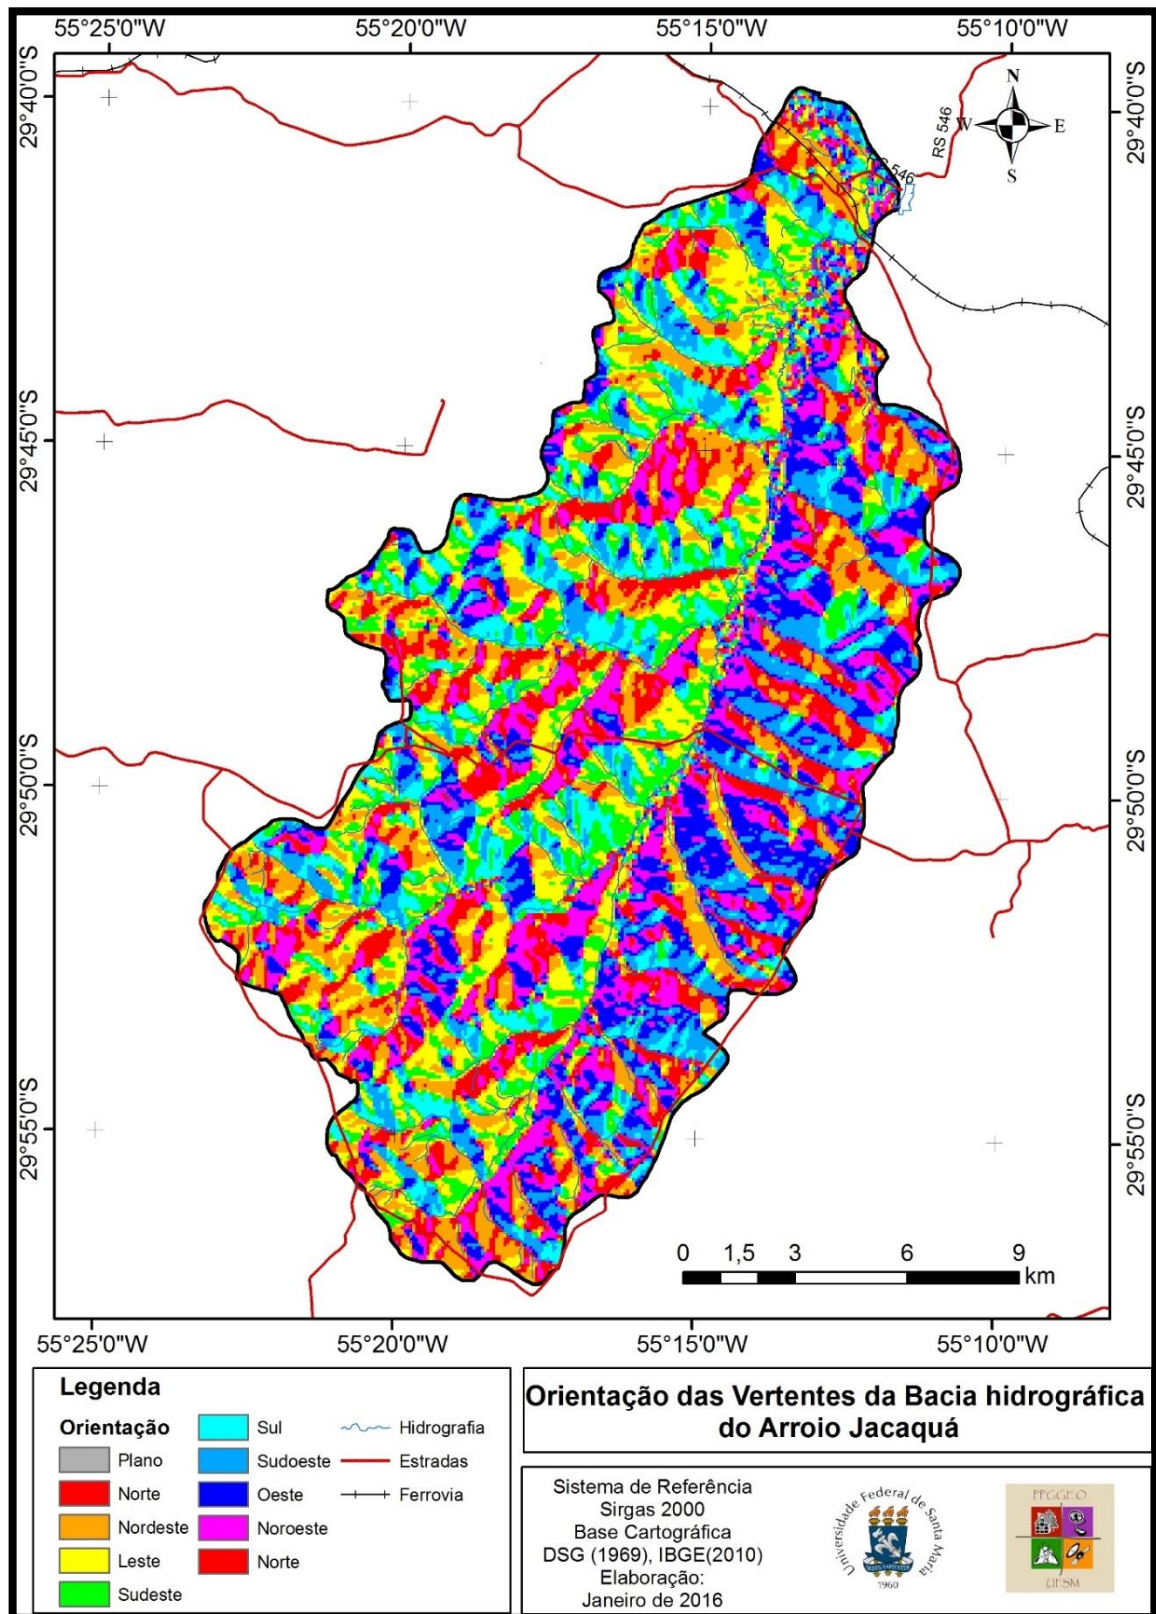 55°25'0"W 55°20'0"W 55°15'0"W 55°10'0"W
29°40'0"S
29°40'0"S
N
W E
S
RS 546
546
29°45'0"S
29°45'0"S
29°50'0"S
29°50'0"S
29°55'0"S
29°55'0"S
0 1,5 3 6 9
km
55°25'0"W 55°20'0"W 55°15'0"W 55°10'0"W
Legenda
Orientação
Plano
Norte
Nordeste
Leste
Sudeste
Sul
Sudoeste
Oeste
Noroeste
Norte
Hidrografia
Estradas
Ferrovia
Orientação das Vertentes da Bacia hidrográfica
do Arroio Jacaquá
Sistema de Referência
Sirgas 2000
Base Cartográfica
DSG (1969), IBGE(2010)
Elaboração:
Janeiro de 2016
Universidade Federal de Santa Maria
1960
PPGGEO
UFSM